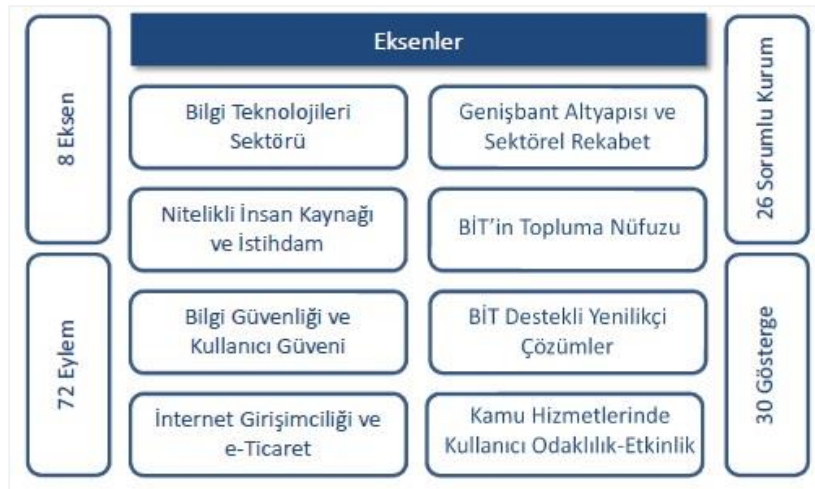 Eksenler
8 Eksen
72 Eylem
Bilgi Teknolojileri
Sektörü
Genişbant Altyapısı ve
Sektörel Rekabet
Nitelikli İnsan Kaynağı
ve İstihdam
BİT'in Topluma Nüfuzu
Bilgi Güvenliği ve
Kullanıcı Güveni
BİT Destekli Yenilikçi
Çözümler
İnternet Girişimciliği ve
e-Ticaret
Kamu Hizmetlerinde
Kullanıcı Odaklılık-Etkinlik
26 Sorumlu Kurum
30 Gösterge